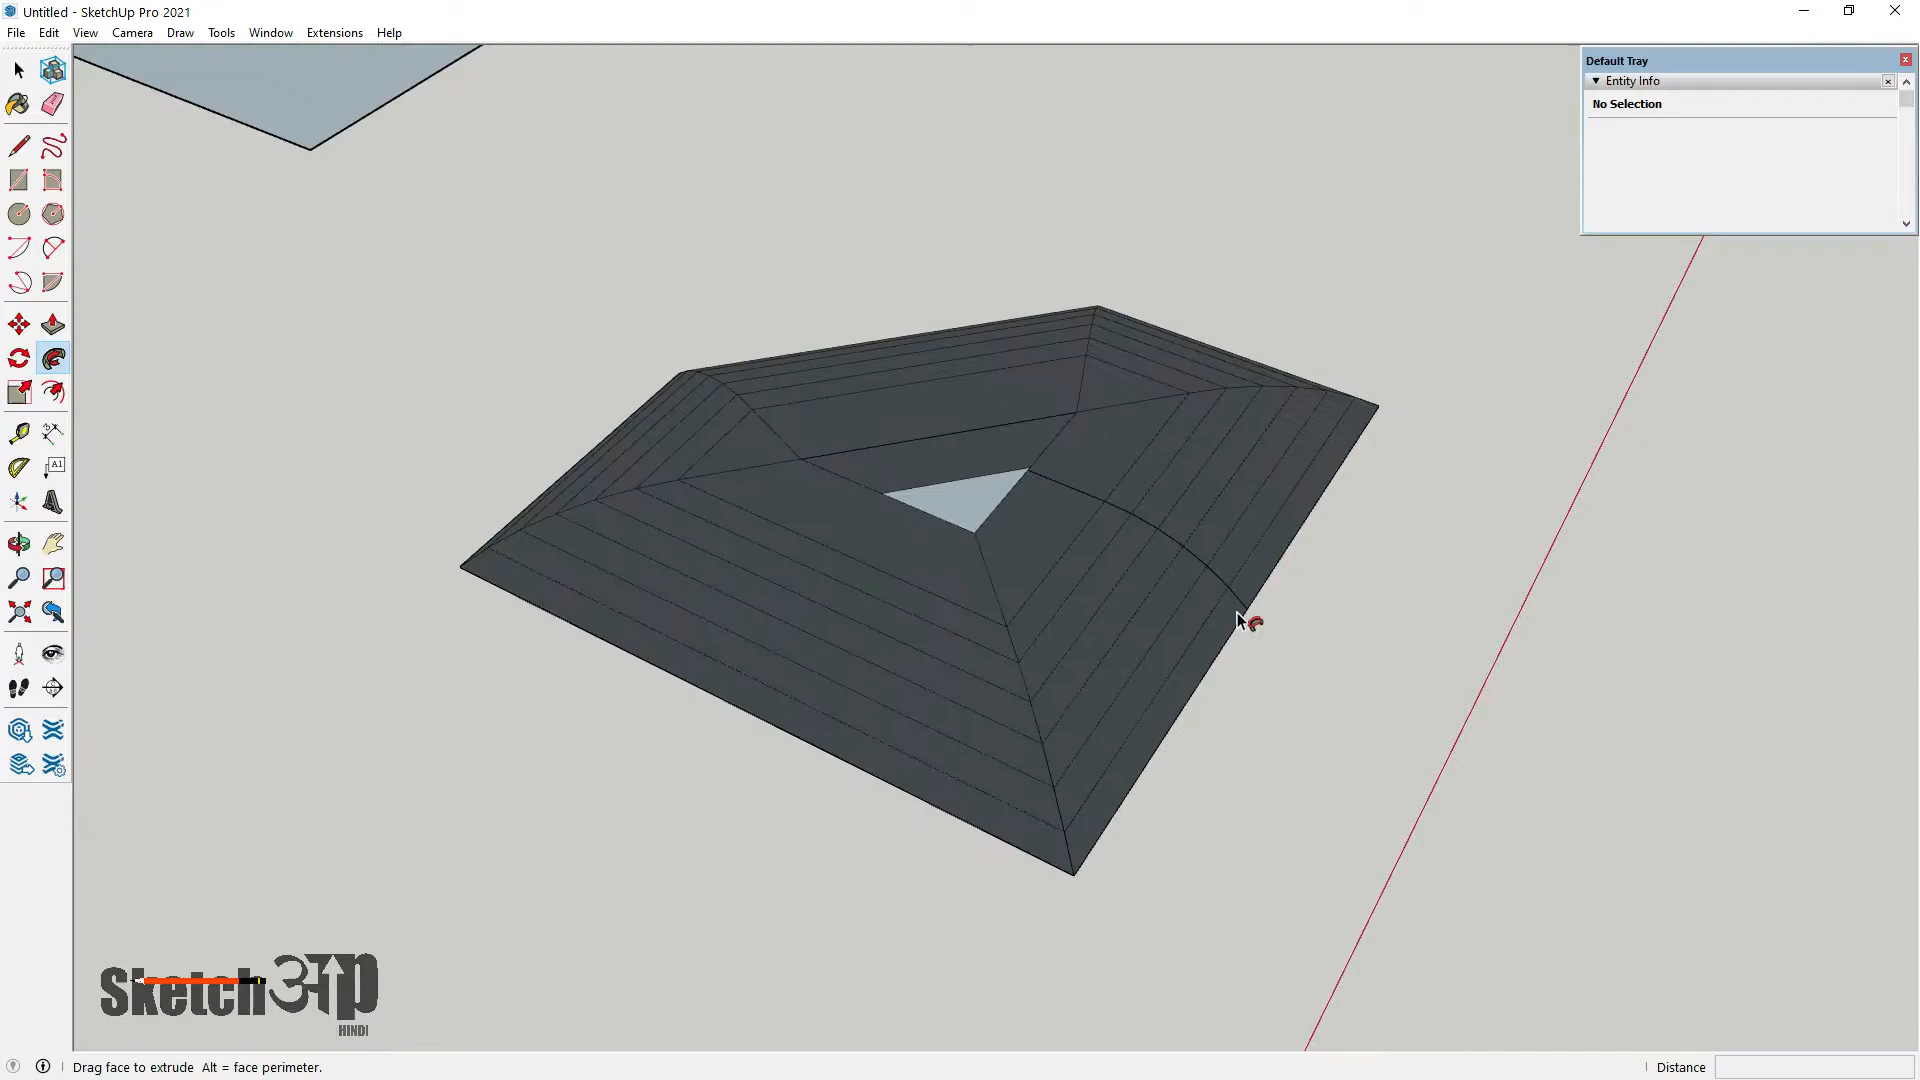 Untitled - SketchUp Pro 2021
File Edit View Camera Draw Tools Window Extensions Help
Default Tray
Entity Info
No Selection
A1
Sketchअप
HINDI
Drag face to extrude Alt = face perimeter.
Distance